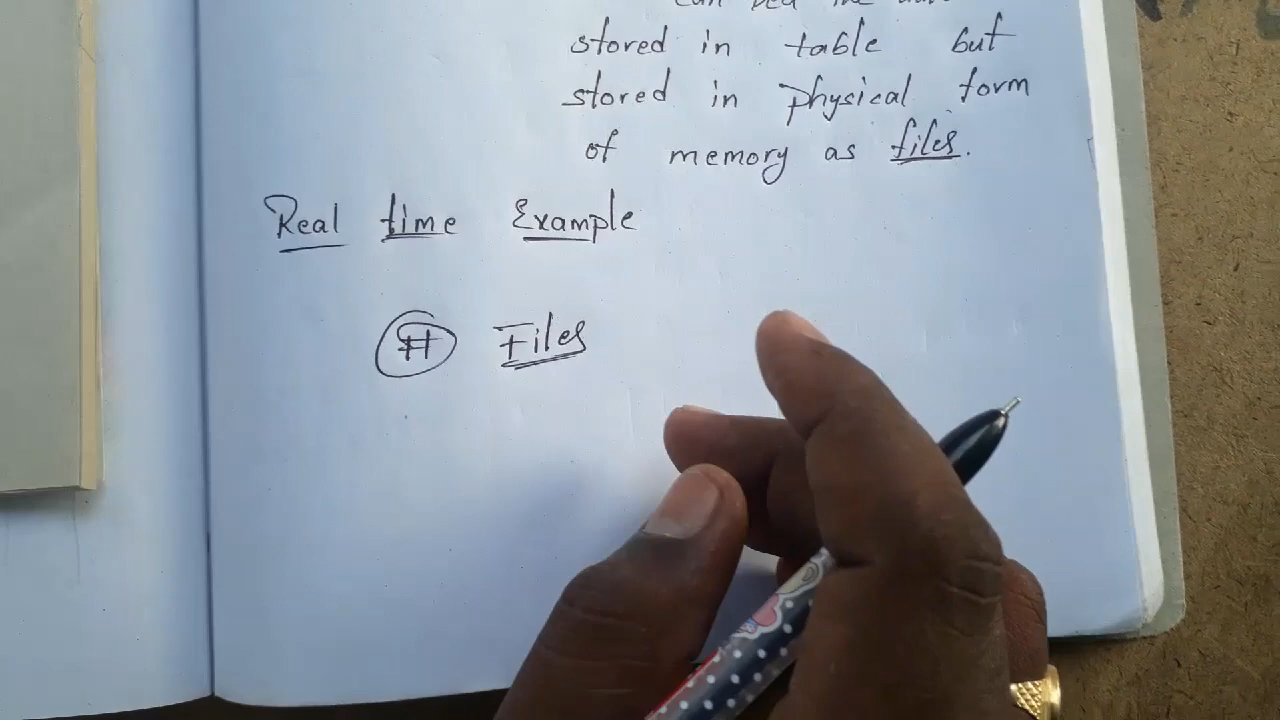 stored in table but
stored in physical form
of memory as files.
Real time Example
# Files